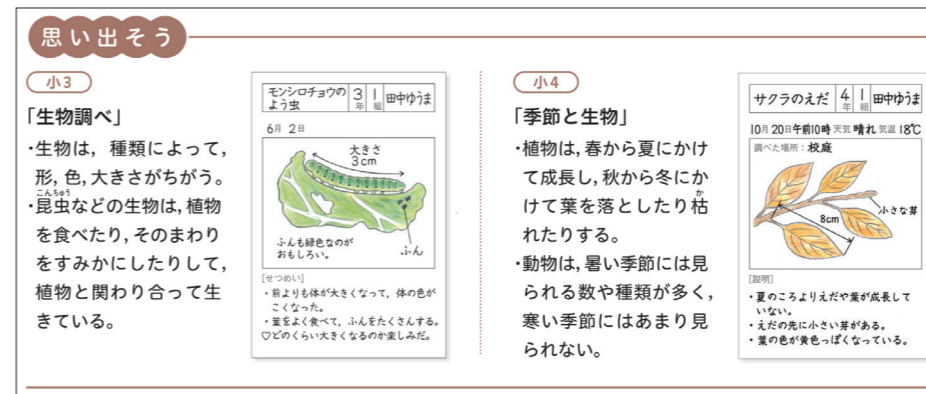 思い出そう
小3
「生物調べ」
・生物は，種類によって，
形，色，大きさがちがう。
こんちゅう
・昆虫などの生物は，植物
を食べたり，そのまわり
をすみかにしたりして，
植物と関わり合って生
きている。
モンシロチョウの
よう虫
3年
1組
田中ゆうま
6月 2日
大きさ
3cm
ふんも緑色なのが
おもしろい。
ふん
[せつめい]
・前よりも体が大きくなって，体の色が
こくなった。
・葉をよく食べて，ふんをたくさんする。
♡どのくらい大きくなるのか楽しみだ。
小4
「季節と生物」
・植物は，春から夏にかけ
て成長し，秋から冬にか
か
けて葉を落としたり枯
れたりする。
・動物は，暑い季節には見
られる数や種類が多く，
寒い季節にはあまり見
られない。
サクラのえだ
4年
1組
田中ゆうま
10月20日午前10時 天気 晴れ 気温 18℃
調べた場所：校庭
小さな芽
8cm
[説明]
・夏のころよりえだや葉が成長して
いない。
・えだの先に小さい芽がある。
・葉の色が黄色っぽくなっている。